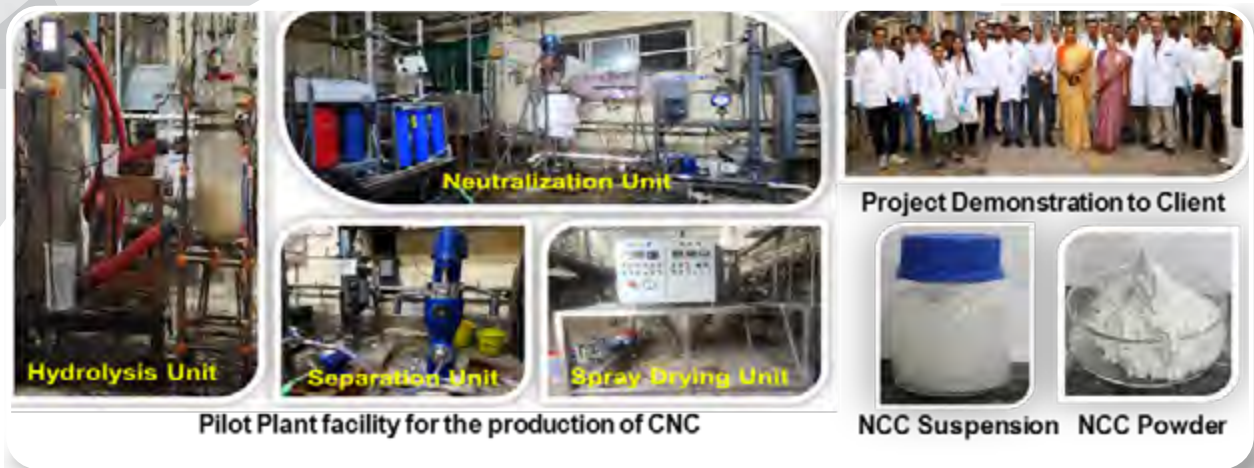 Hydrolysis Unit
Neutralization Unit
Separation Unit
Spray Drying Unit
Pilot Plant facility for the production of CNC
Project Demonstration to Client
NCC Suspension
NCC Powder